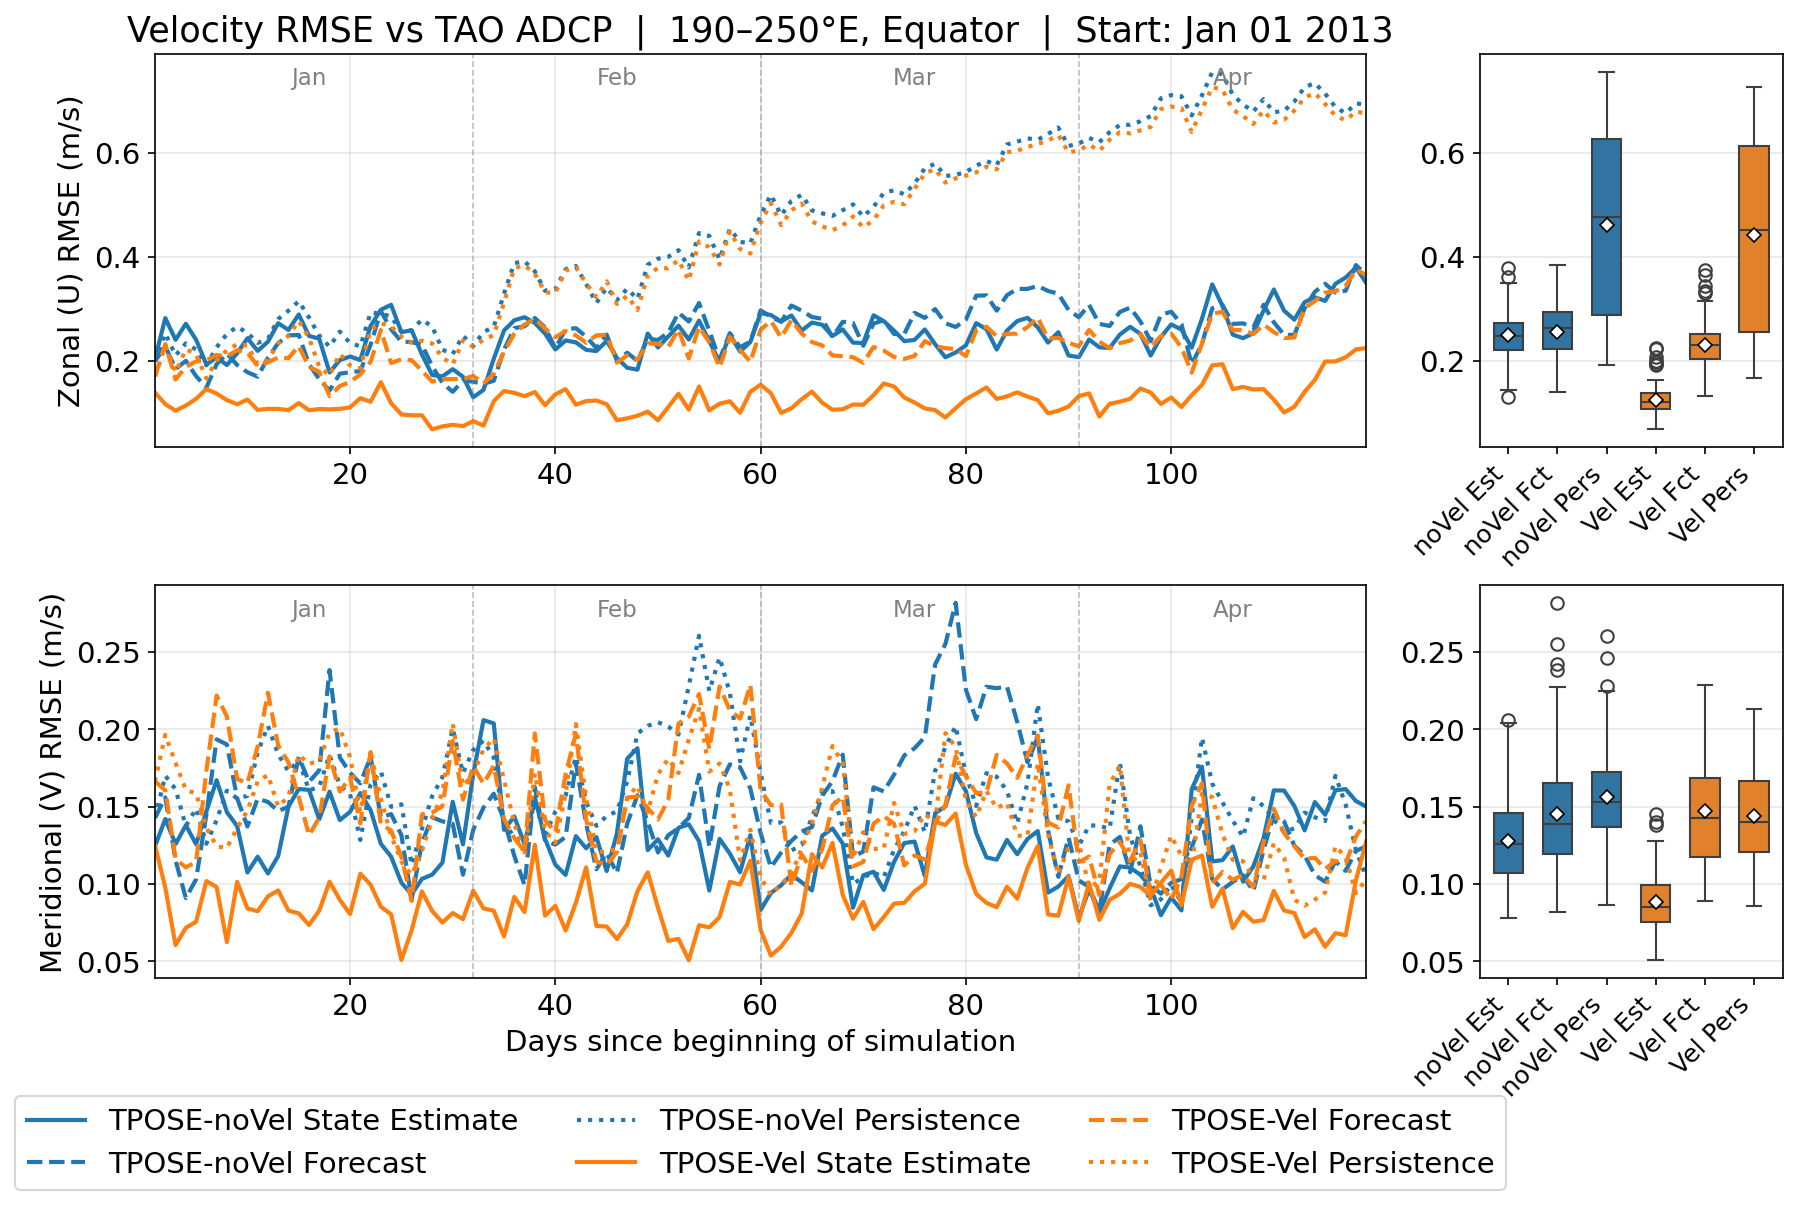 Velocity RMSE vs TAO ADCP | 190–250°E, Equator | Start: Jan 01 2013
Zonal (U) RMSE (m/s)
0.6
0.4
0.2
Jan
Feb
Mar
Apr
20
40
60
80
100
0.6
0.4
0.2
noVel Est
noVel Fct
noVel Pers
Vel Est
Vel Fct
Vel Pers
Meridional (V) RMSE (m/s)
0.25
0.20
0.15
0.10
0.05
Jan
Feb
Mar
Apr
20
40
60
80
100
Days since beginning of simulation
0.25
0.20
0.15
0.10
0.05
noVel Est
noVel Fct
noVel Pers
Vel Est
Vel Fct
Vel Pers
TPOSE-noVel State Estimate
TPOSE-noVel Forecast
TPOSE-noVel Persistence
TPOSE-Vel State Estimate
TPOSE-Vel Forecast
TPOSE-Vel Persistence